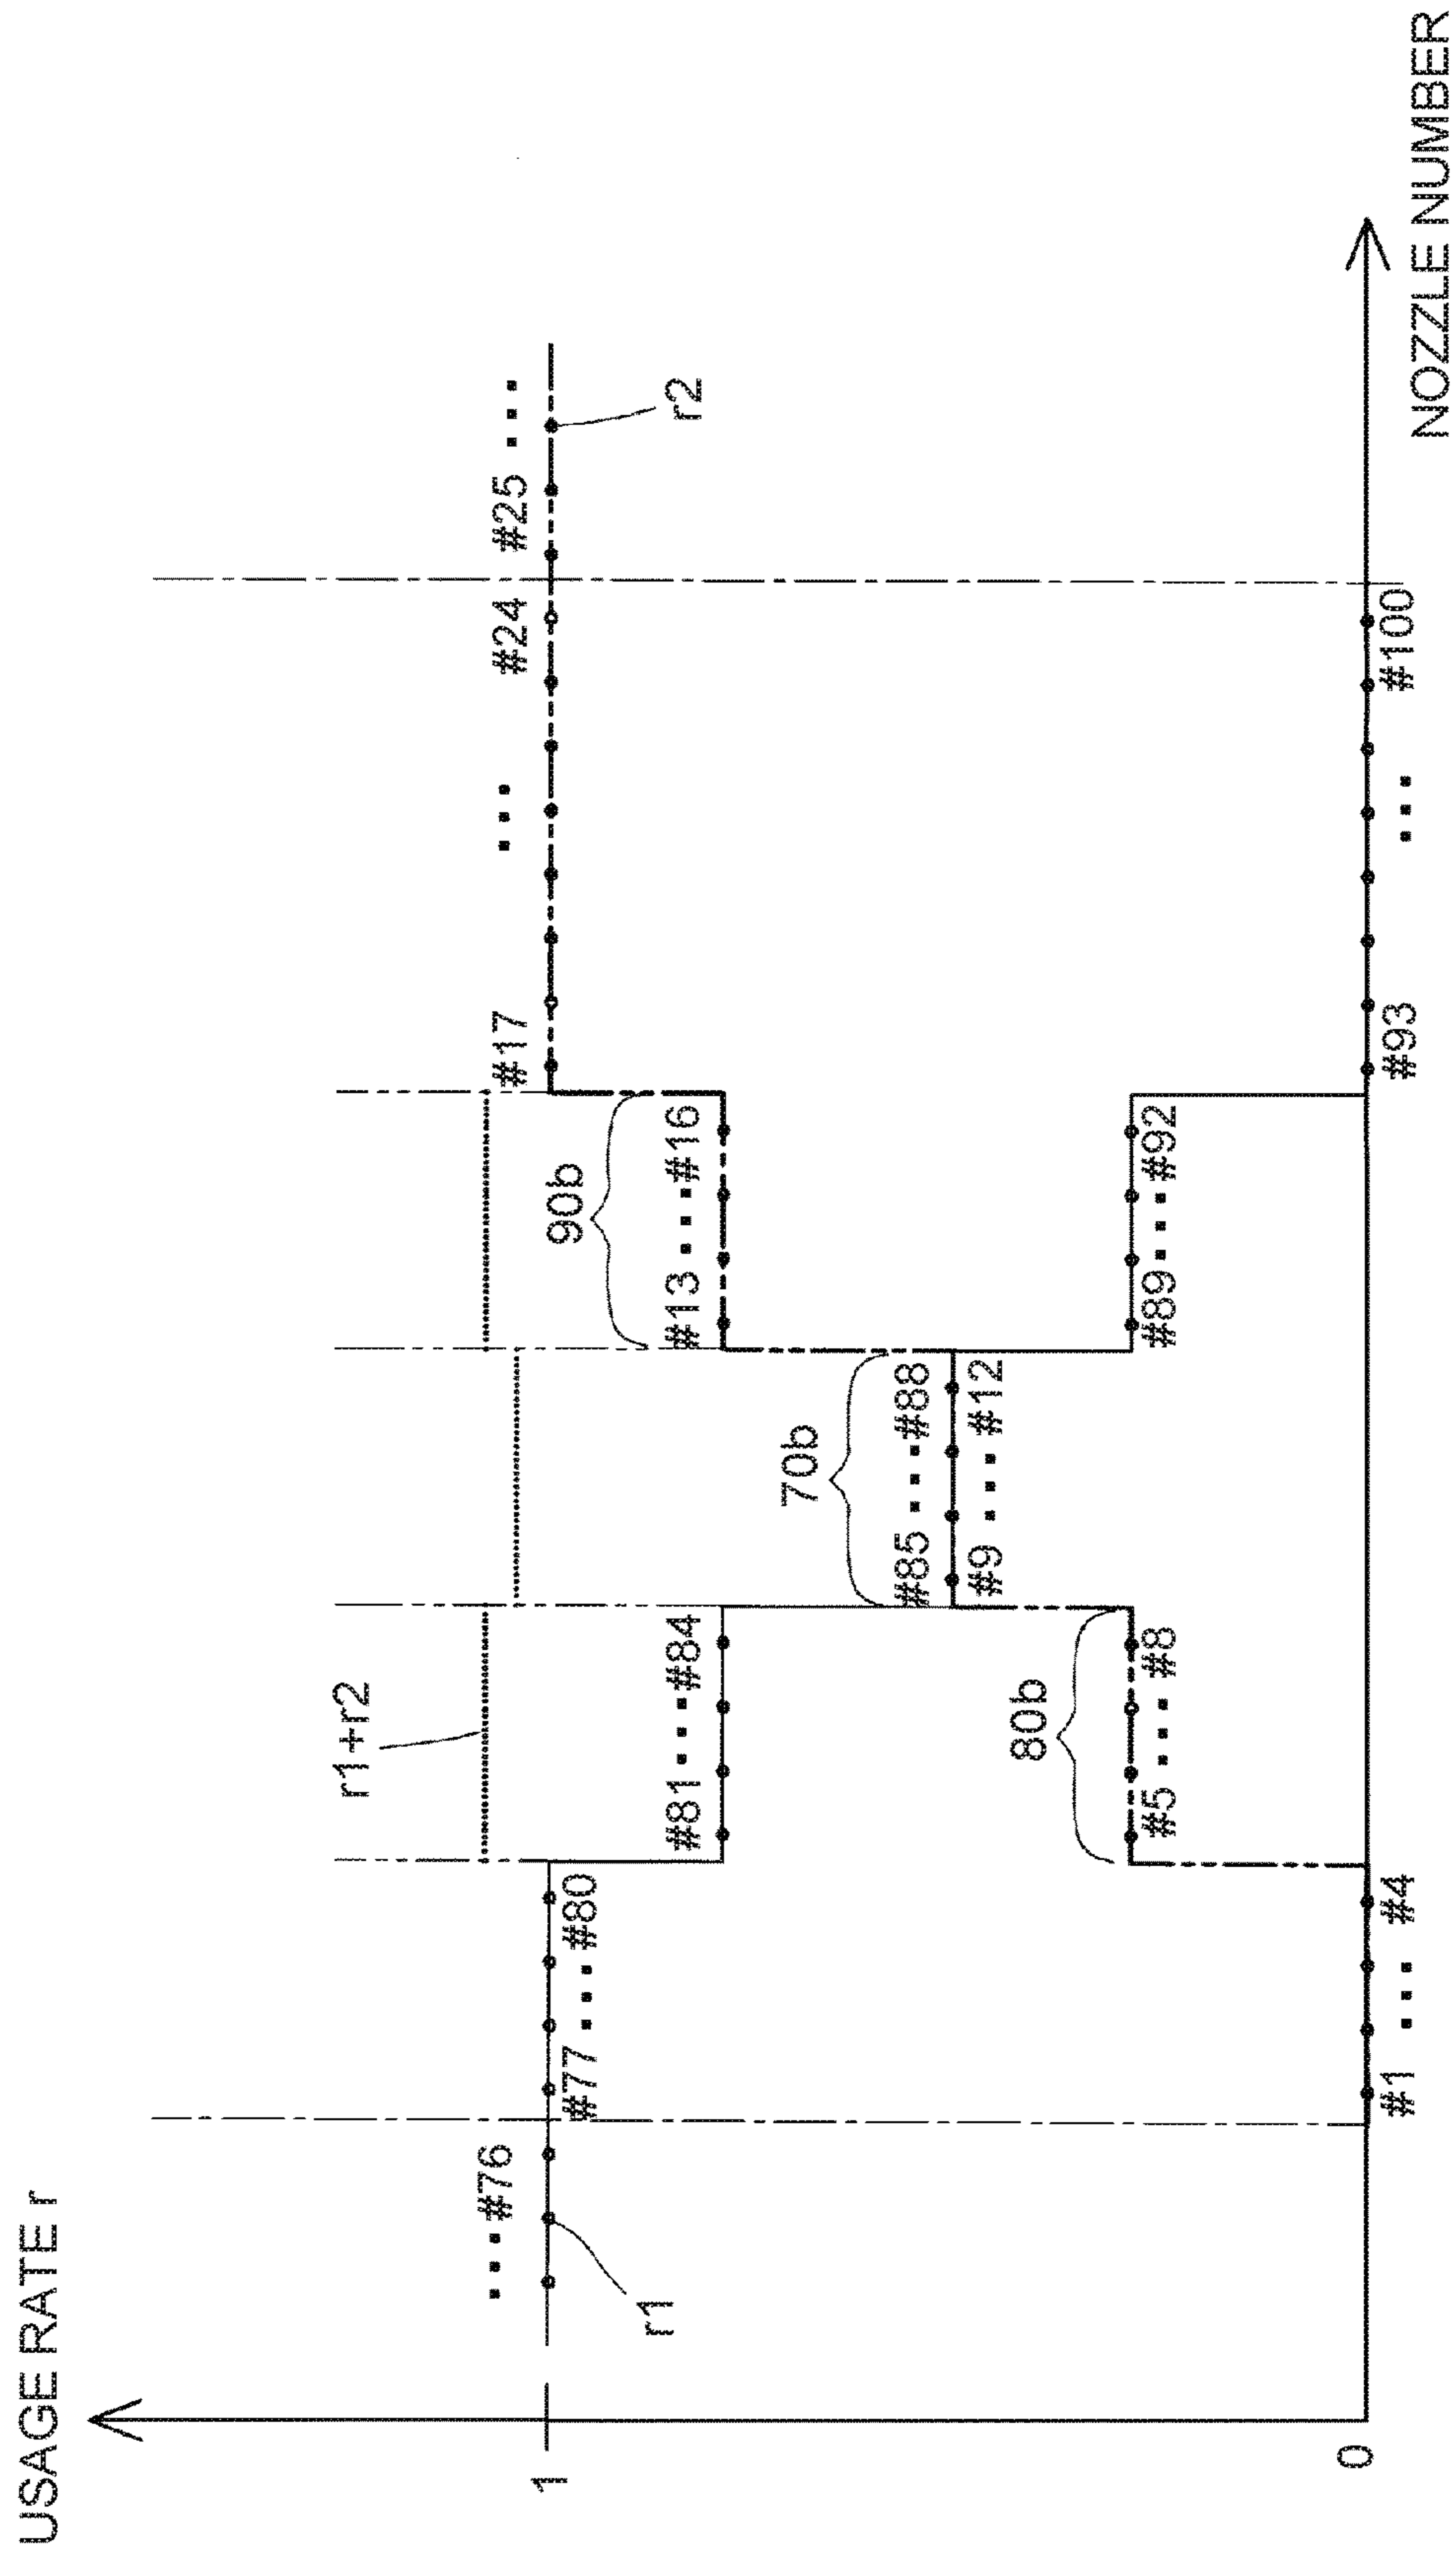 USAGE RATE r
1
0
r1
▪▪▪#76
#77▪▪▪#80
r1+r2
#81▪▪▪#84
90b
#13▪▪▪#16
#17
▪▪▪
#24
#25
▪▪▪
r2
70b
#85▪▪▪#88
#9▪▪▪#12
80b
#5▪▪▪#8
#89▪▪▪#92
#1
▪▪▪
#4
#93
▪▪▪
#100
NOZZLE NUMBER